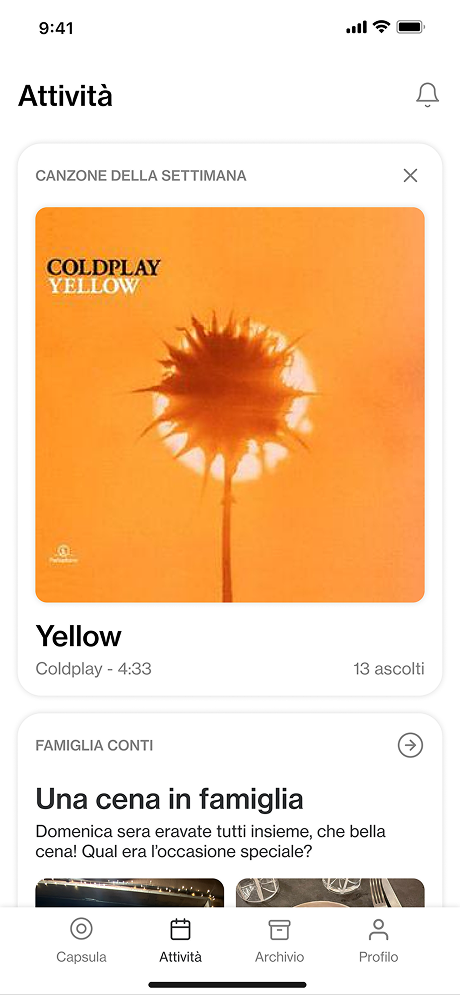 9:41
Attività
CANZONE DELLA SETTIMANA
COLDPLAY
YELLOW
Parlophone
Yellow
Coldplay - 4:33
13 ascolti
FAMIGLIA CONTI
Una cena in famiglia
Domenica sera eravate tutti insieme, che bella
cena! Qual era l'occasione speciale?
Capsula
Attività
Archivio
Profilo